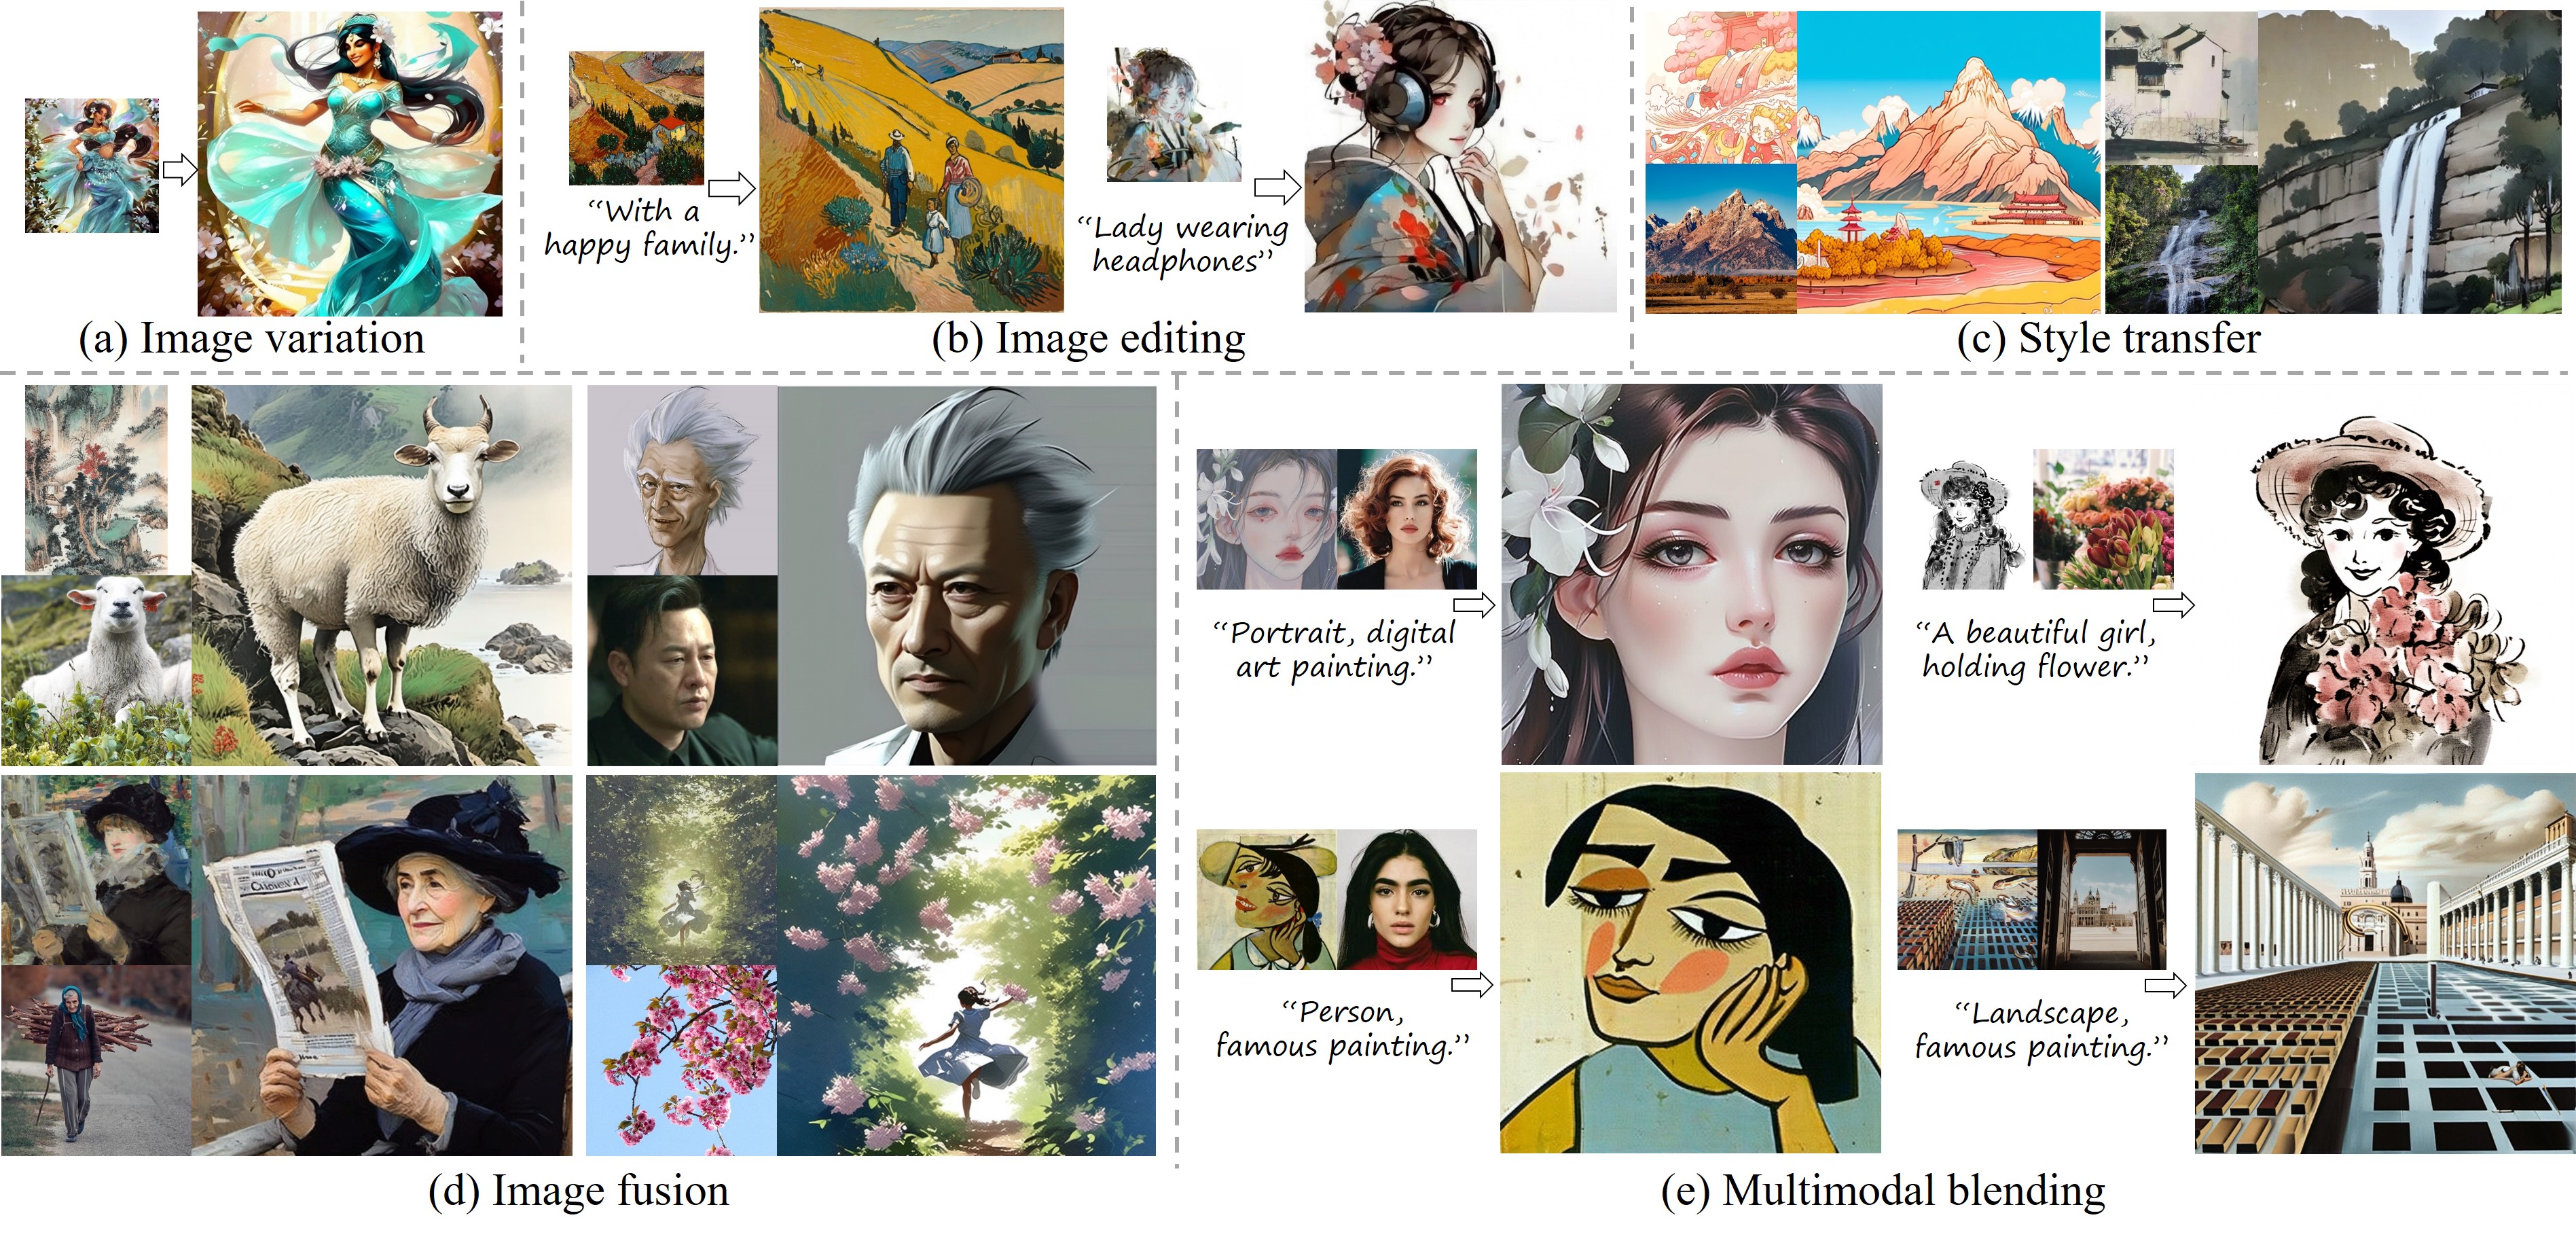 “With a
happy family.”
“Lady wearing
headphones”
(a) Image variation
(b) Image editing
(c) Style transfer
“Portrait, digital
art painting.”
“A beautiful girl,
holding flower.”
“Person,
famous painting.”
“Landscape,
famous painting.”
(d) Image fusion
(e) Multimodal blending